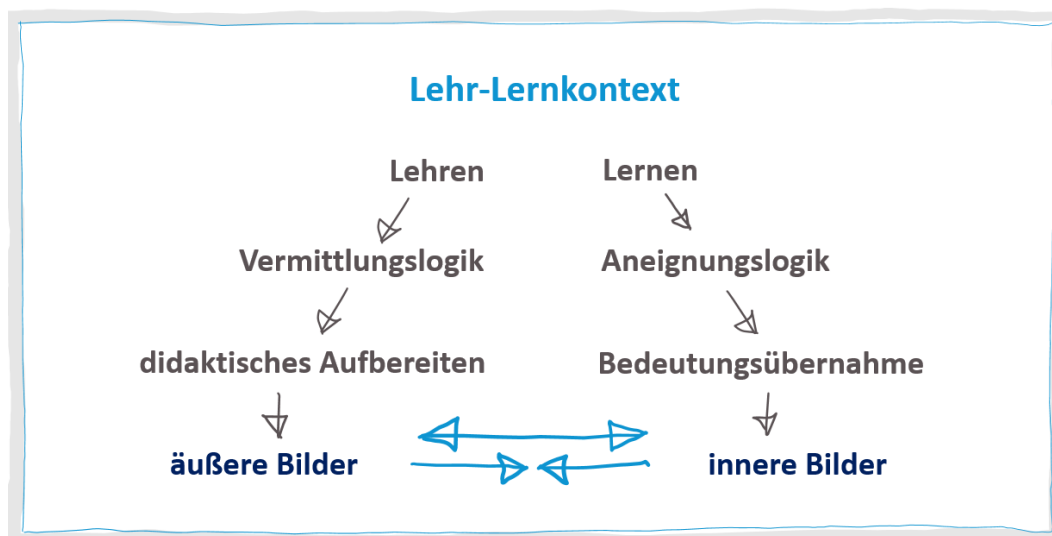 Lehr-Lernkontext
Lehren Lernen
Vermittlungslogik Aneignungslogik
didaktisches Aufbereiten Bedeutungsübernahme
äußere Bilder innere Bilder